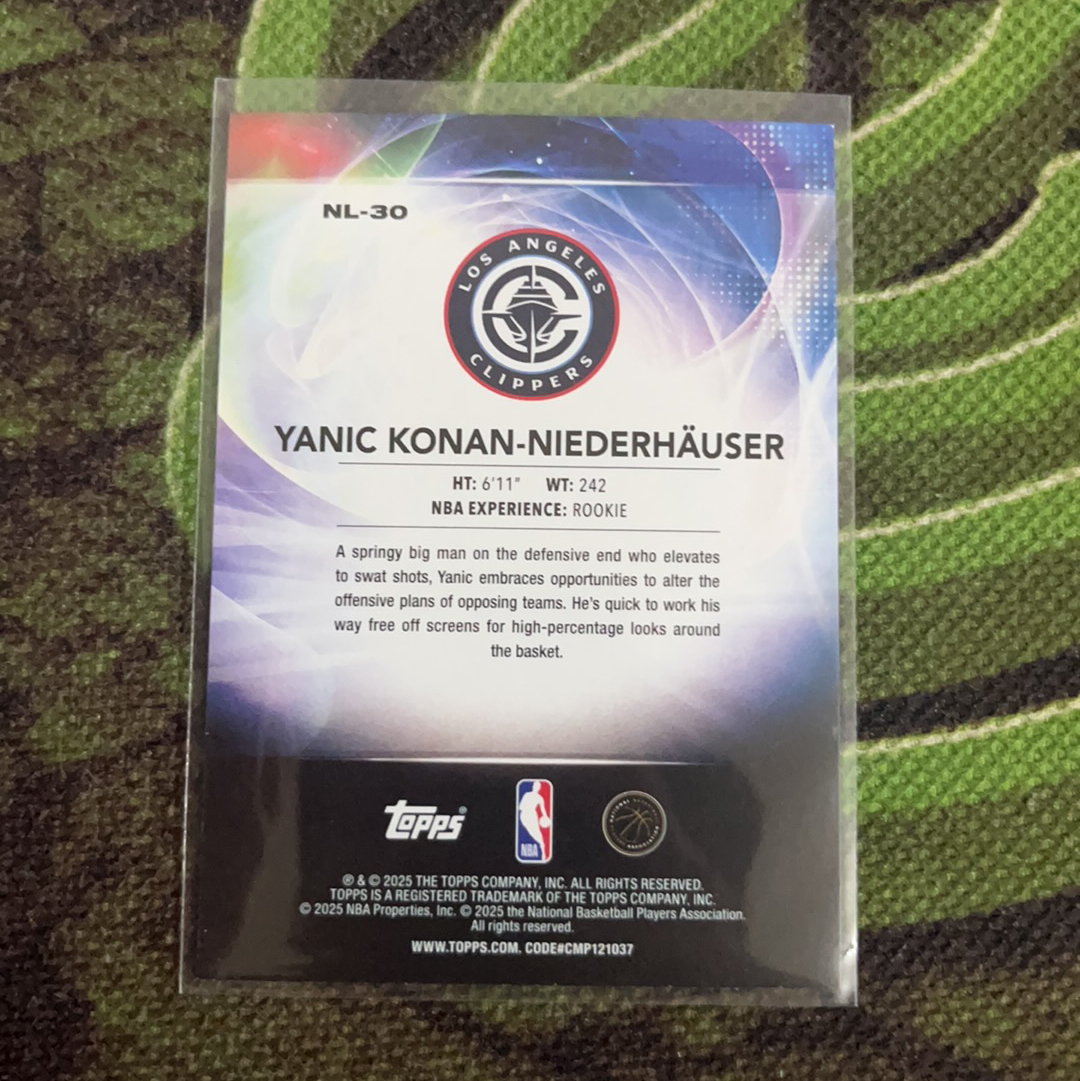 NL-30
LOS ANGELES
CLIPPERS
YANIC KONAN-NIEDERHÄUSER
HT: 6'11" WT: 242
NBA EXPERIENCE: ROOKIE
A springy big man on the defensive end who elevates
to swat shots, Yanic embraces opportunities to alter the
offensive plans of opposing teams. He's quick to work his
way free off screens for high-percentage looks around
the basket.
topps®
NBA
® & © 2025 THE TOPPS COMPANY, INC. ALL RIGHTS RESERVED.
TOPPS IS A REGISTERED TRADEMARK OF THE TOPPS COMPANY, INC.
© 2025 NBA Properties, Inc. © 2025 the National Basketball Players Association.
All rights reserved.
WWW.TOPPS.COM. CODE#CMP121037